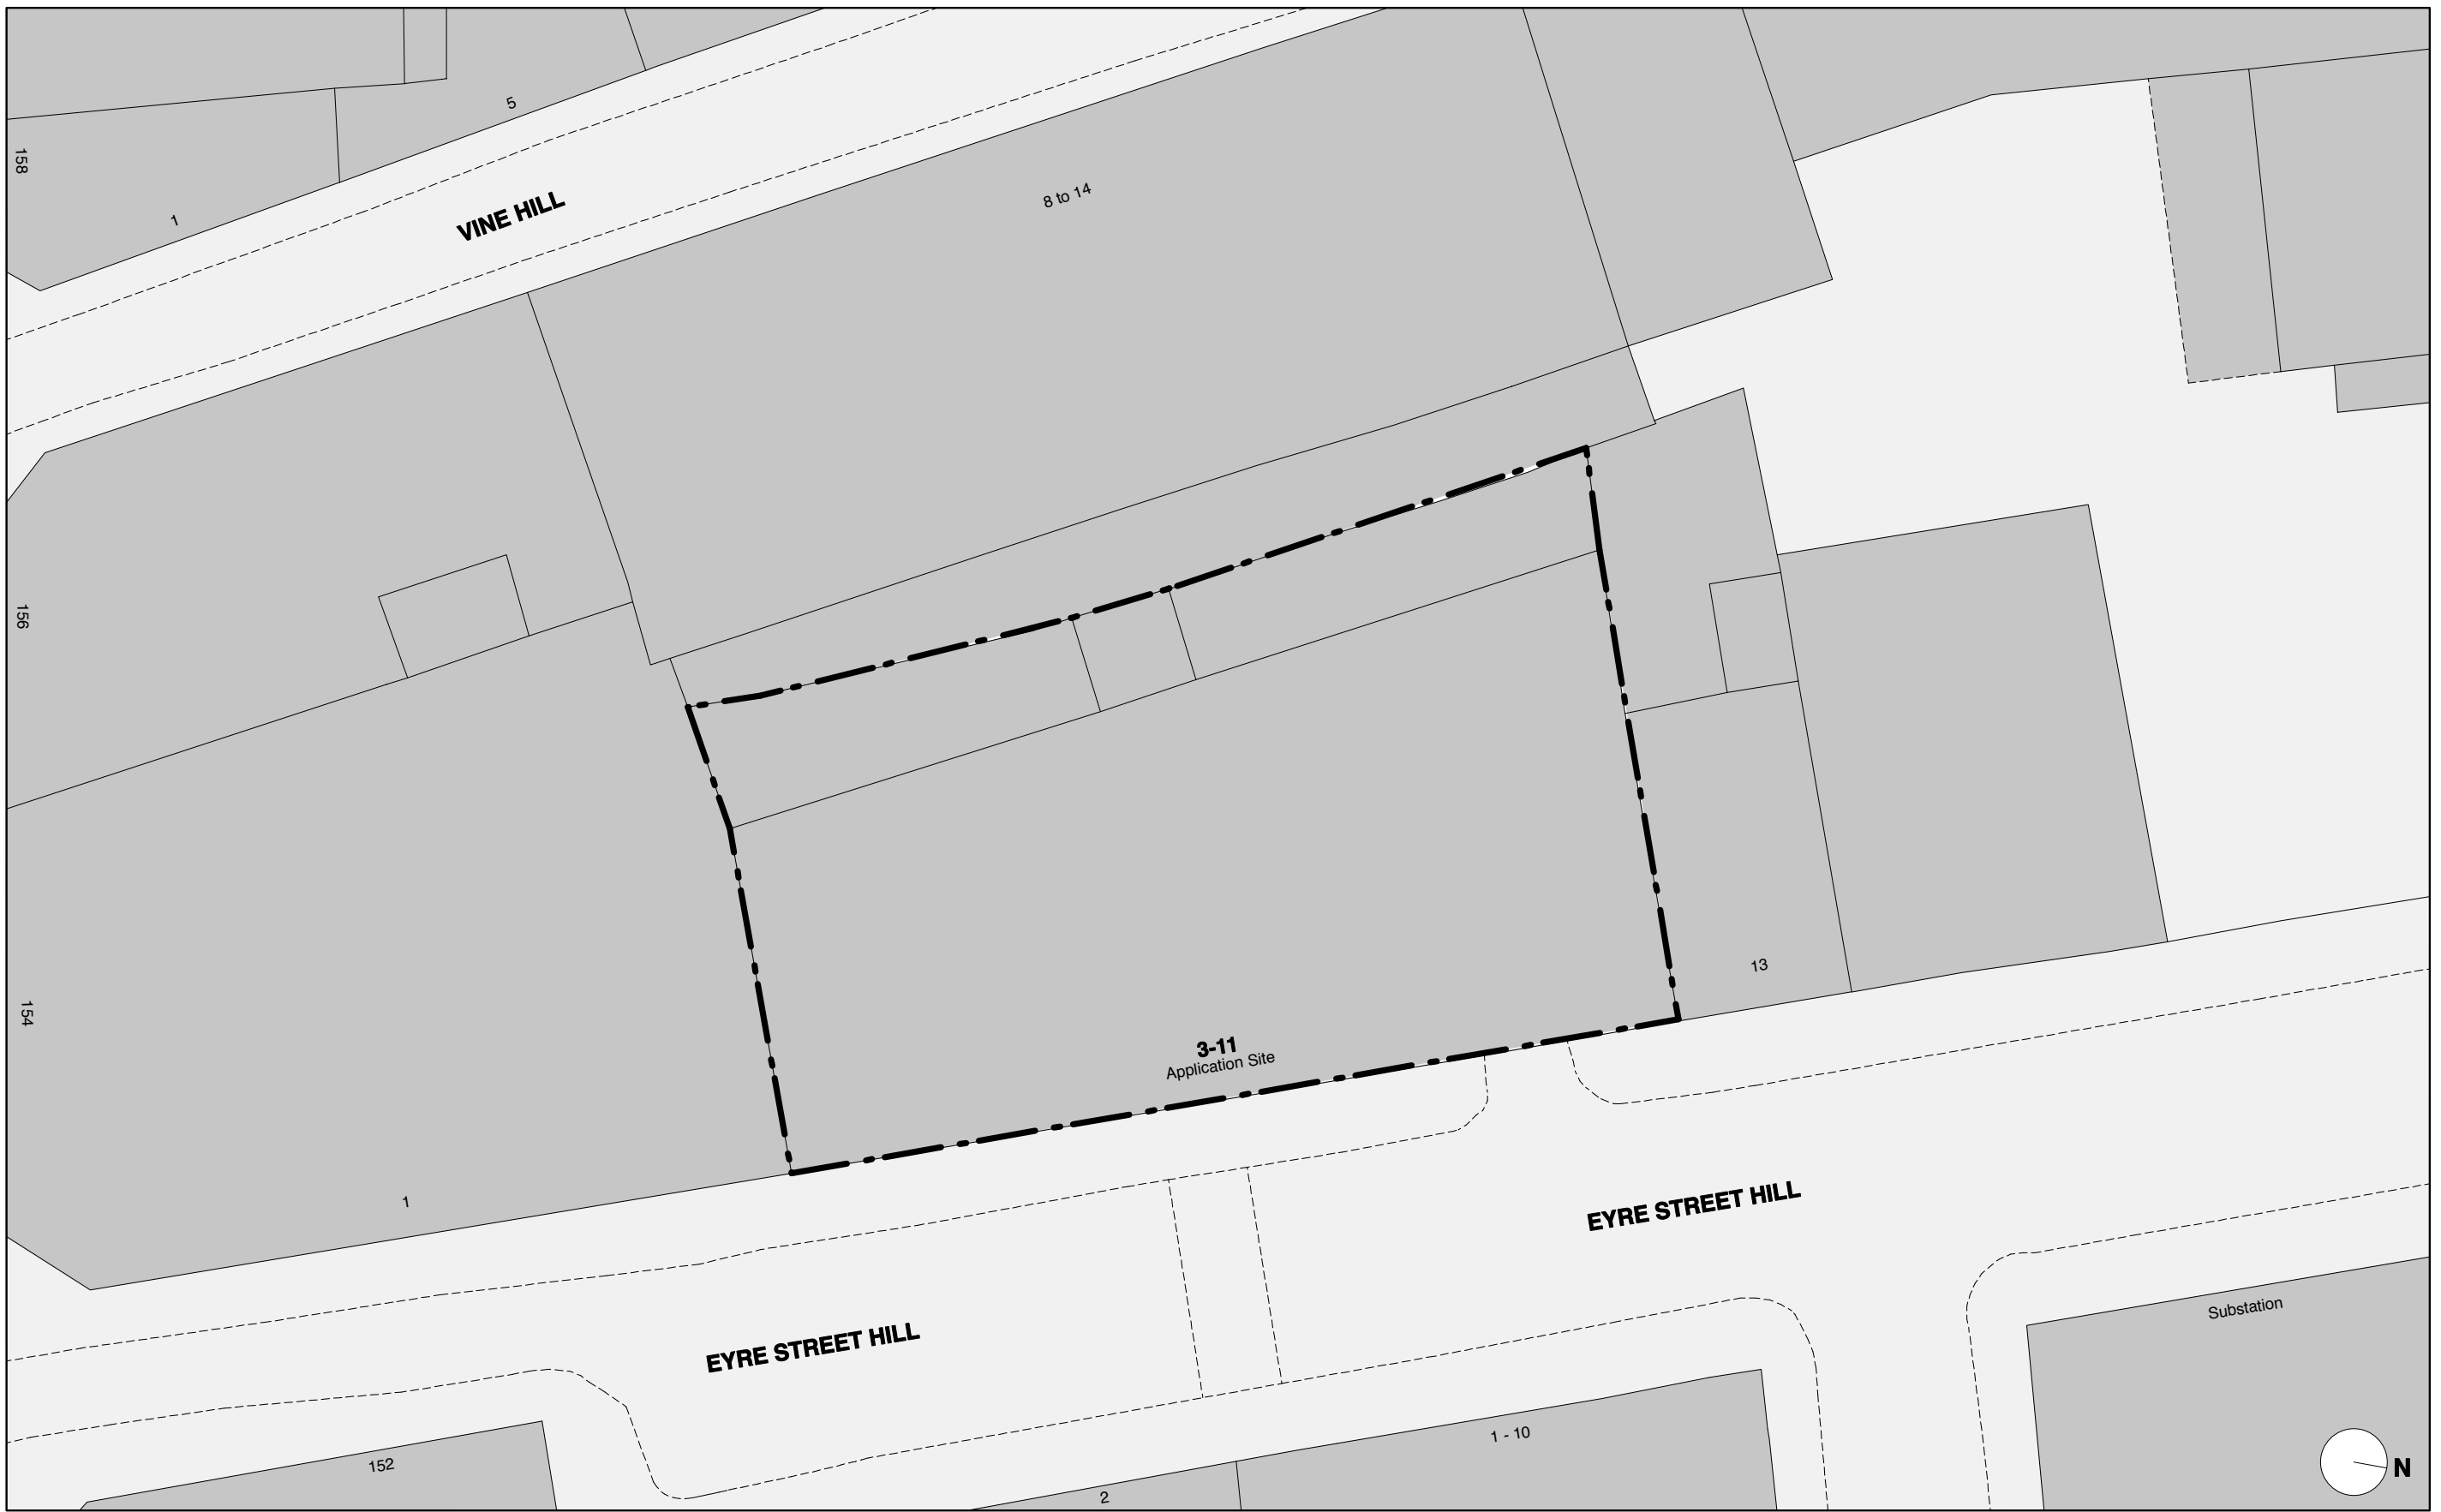 5
158
1
VINE HILL
8 to 14
156
154
13
3-11
Application Site
1
EYRE STREET HILL
EYRE STREET HILL
Substation
1 - 10
152
2
N